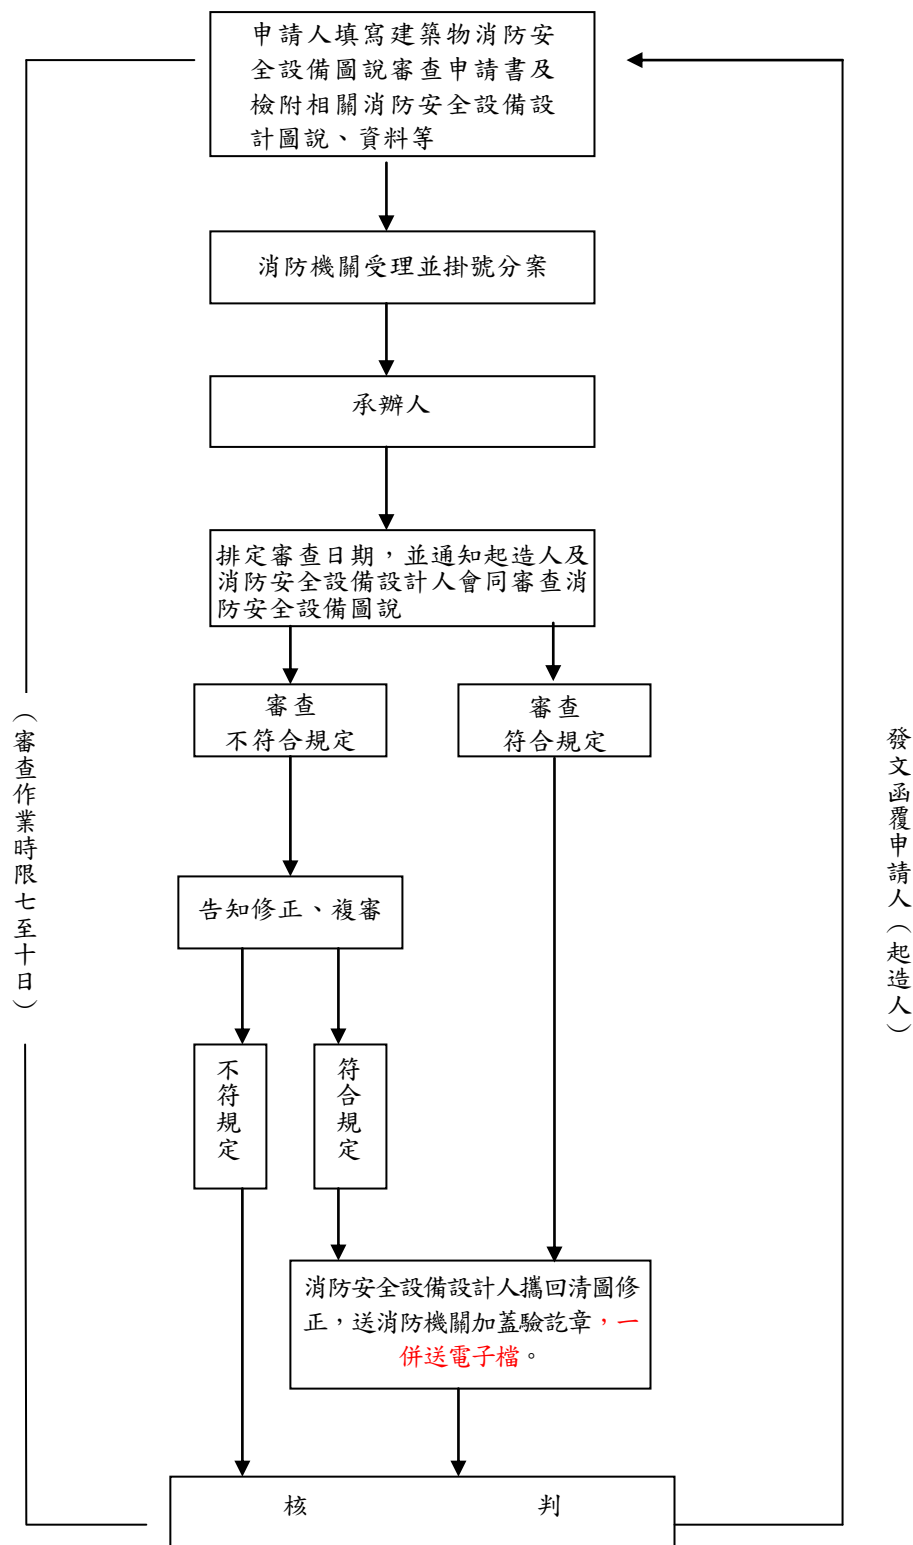 申請人填寫建築物消防安
全設備圖說審查申請書及
檢附相關消防安全設備設
計圖說、資料等
消防機關受理並掛號分案
承辦人
排定審查日期，並通知起造人及
消防安全設備設計人會同審查消
防安全設備圖說
審查
不符合規定
審查
符合規定
（審查作業時限七至十日）
發文函覆申請人（起造人）
告知修正、複審
不符規定
符合規定
消防安全設備設計人攜回清圖修
正，送消防機關加蓋驗訖章，一
併送電子檔。
核 判